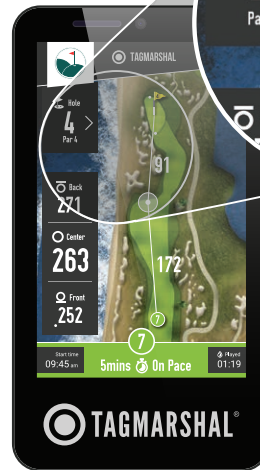 Pa
TAGMARSHAL
Hole
4
Par 4
91
Back
271
Center
263
172
Front
252
7
7
Start time
09:45 am
5mins On Pace
Played
01:19
TAGMARSHAL®